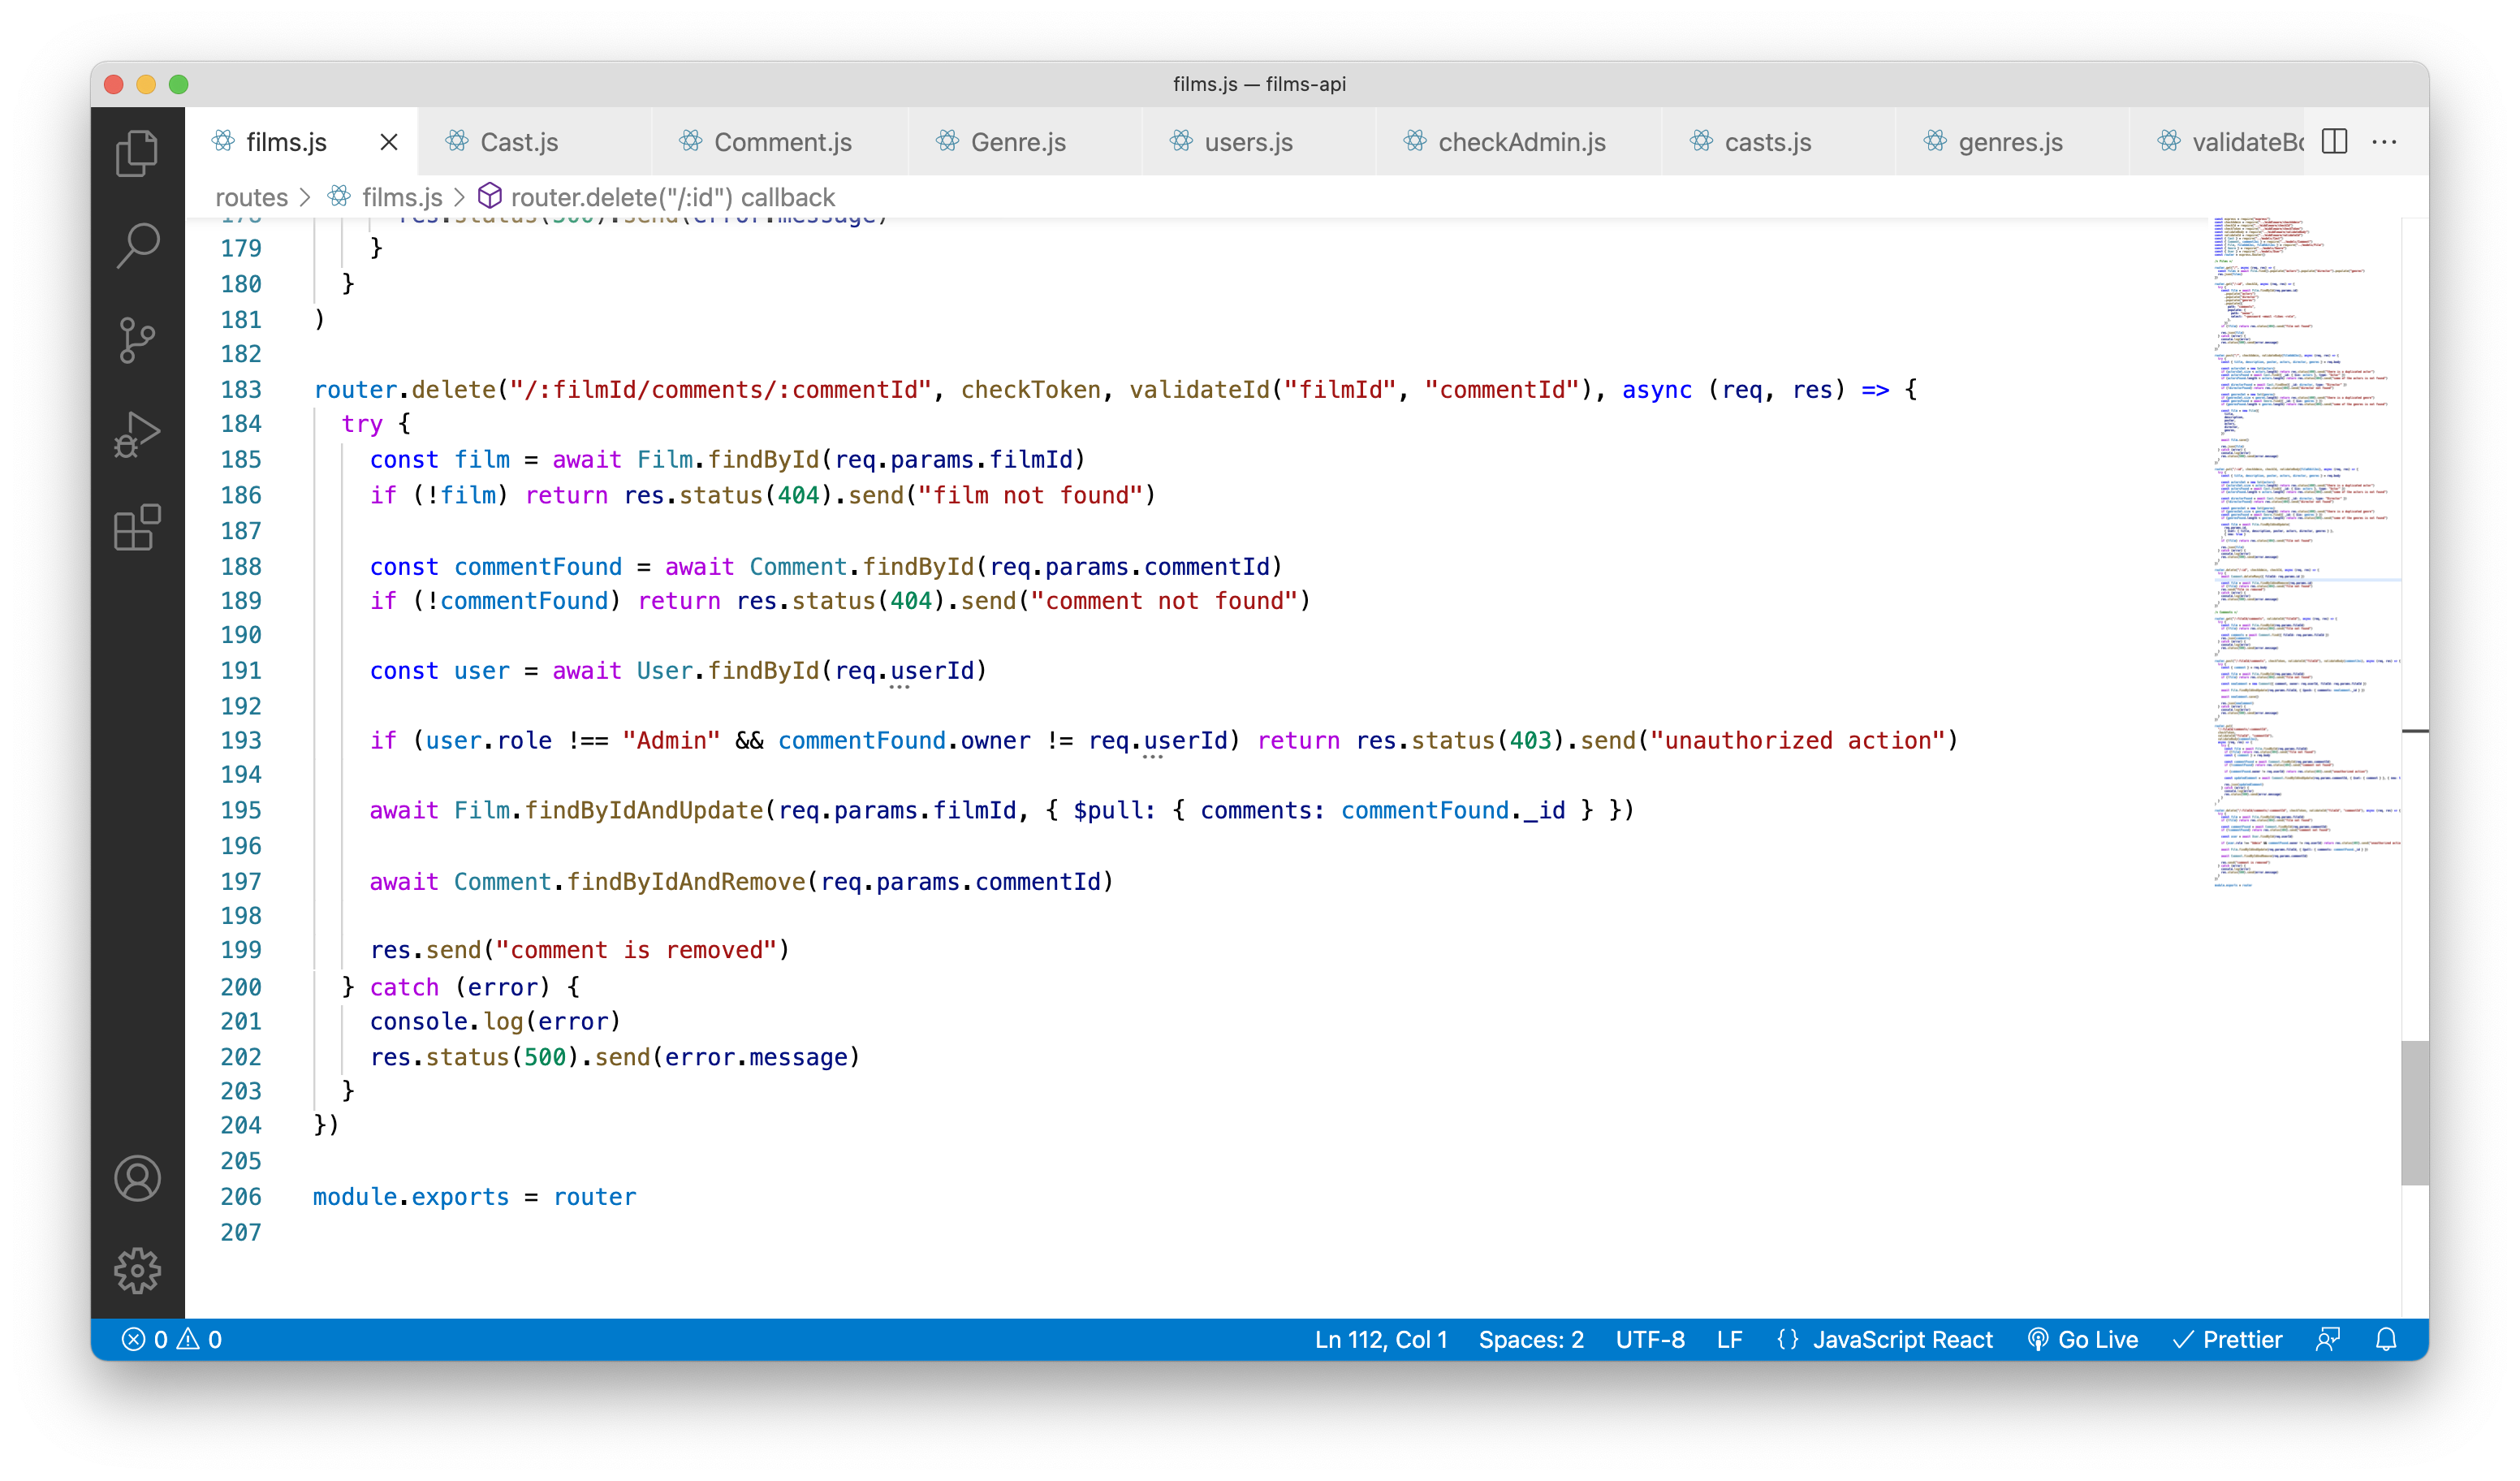 films.js — films-api
films.js Cast.js Comment.js Genre.js users.js checkAdmin.js casts.js genres.js validateBo
routes > films.js > router.delete("/:id") callback
178 res.status(500).send(error.message)
179 }
180 }
181 )
182
183 router.delete("/:filmId/comments/:commentId", checkToken, validateId("filmId", "commentId"), async (req, res) => {
184 try {
185 const film = await Film.findById(req.params.filmId)
186 if (!film) return res.status(404).send("film not found")
187
188 const commentFound = await Comment.findById(req.params.commentId)
189 if (!commentFound) return res.status(404).send("comment not found")
190
191 const user = await User.findById(req.userId)
192
193 if (user.role !== "Admin" && commentFound.owner != req.userId) return res.status(403).send("unauthorized action")
194
195 await Film.findByIdAndUpdate(req.params.filmId, { $pull: { comments: commentFound._id } })
196
197 await Comment.findByIdAndRemove(req.params.commentId)
198
199 res.send("comment is removed")
200 } catch (error) {
201 console.log(error)
202 res.status(500).send(error.message)
203 }
204 })
205
206 module.exports = router
207
0 0 Ln 112, Col 1 Spaces: 2 UTF-8 LF {} JavaScript React Go Live Prettier